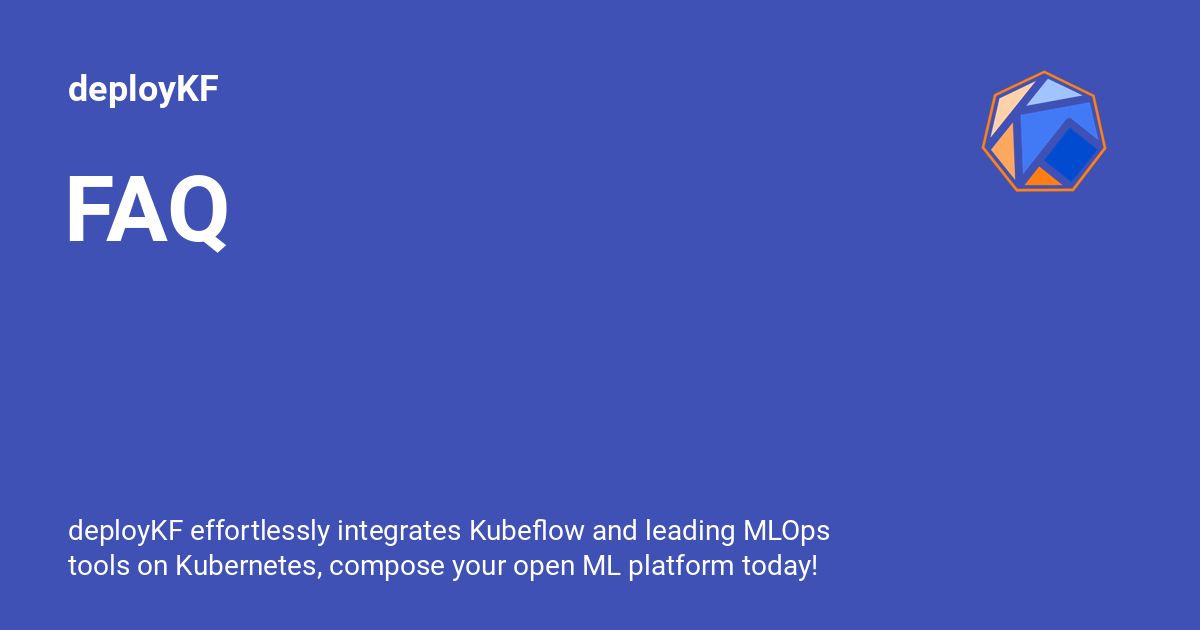 deployKF
FAQ
deployKF effortlessly integrates Kubeflow and leading MLOps
tools on Kubernetes, compose your open ML platform today!